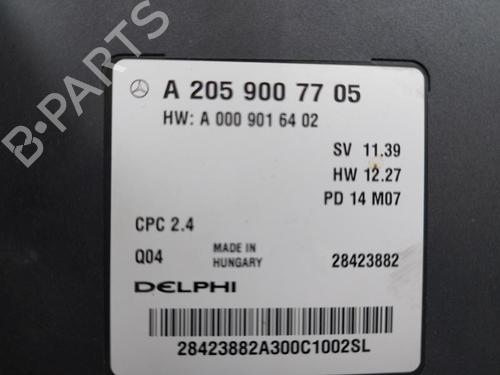 A 205 900 77 05
HW: A 000 901 64 02
SV 11.39
HW 12.27
PD 14 M07
CPC 2.4
Q04
MADE IN
HUNGARY
28423882
DELPHI
28423882A300C1002SL
B-PARTS